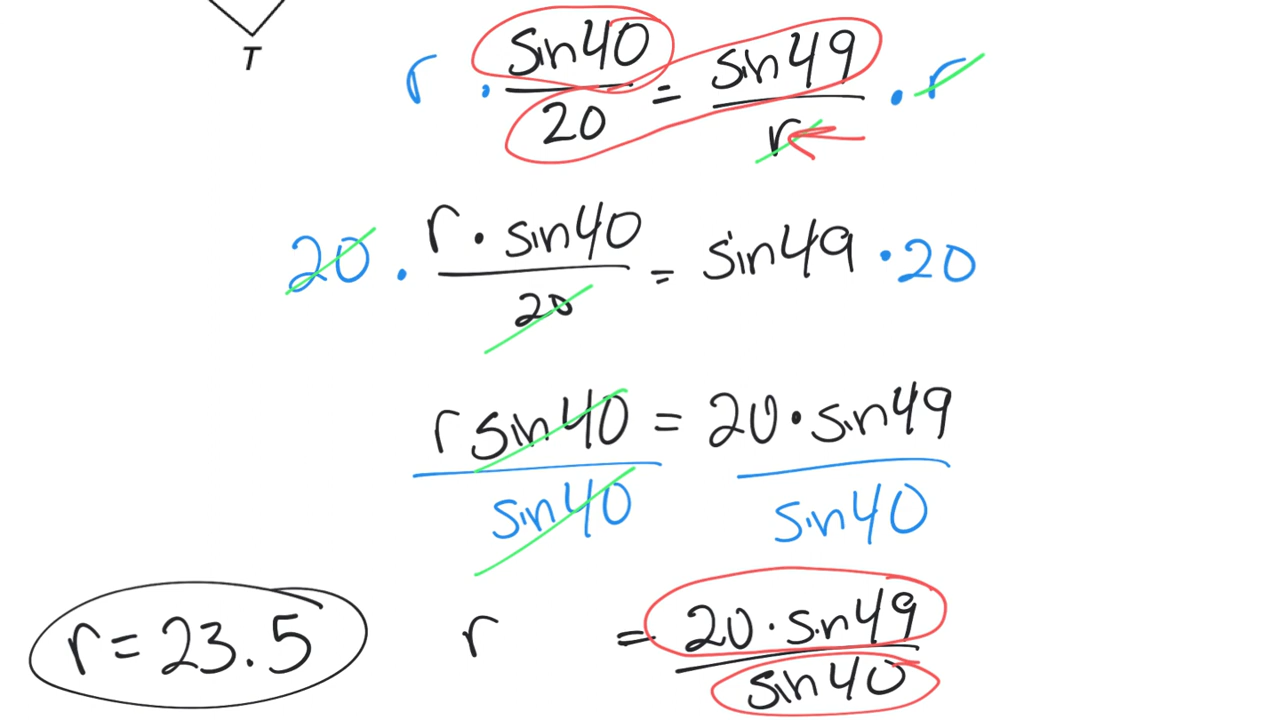 T
r · sin40/20 = sin49/r · r
20 · r · sin40/20 = sin49 · 20
r sin40/sin40 = 20 · sin49/sin40
r = 20 · sin49/sin40
r = 23.5